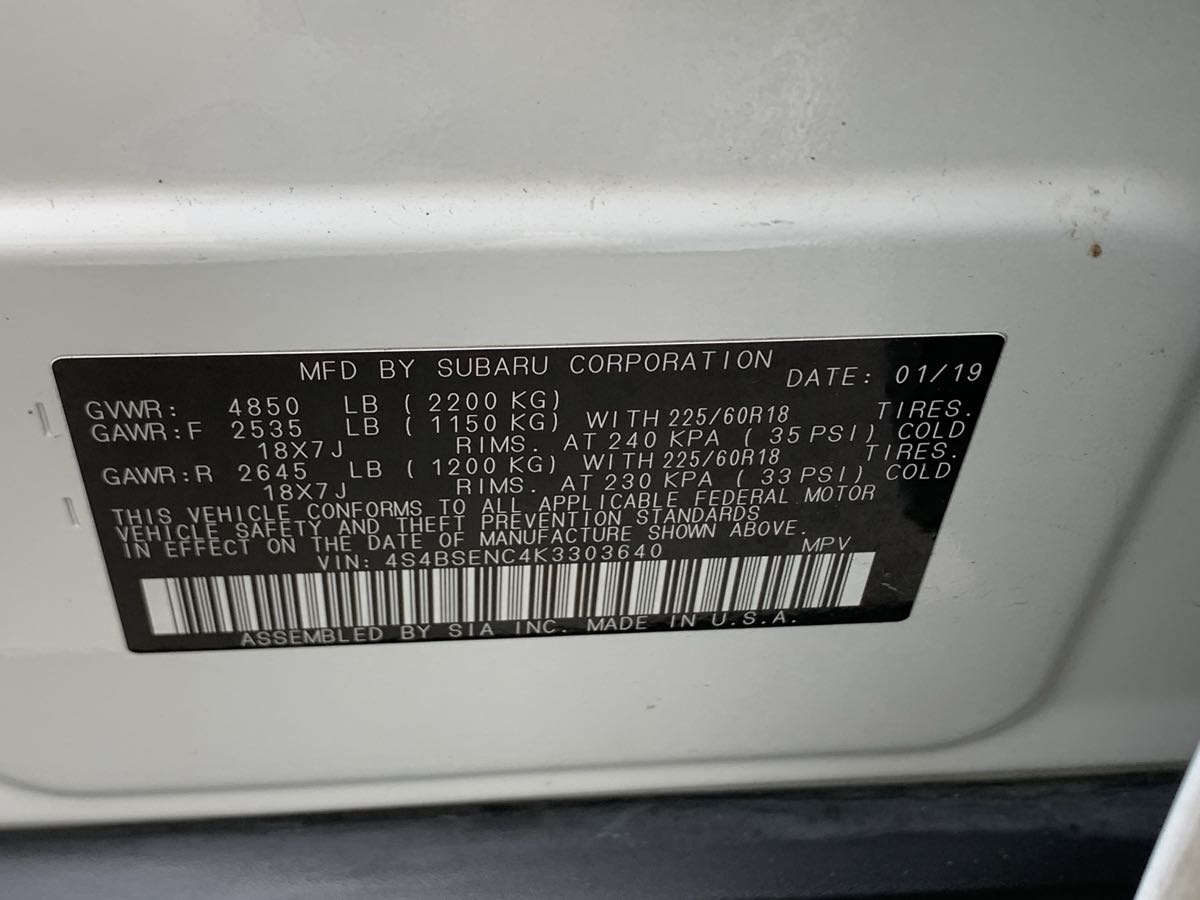 MFD BY SUBARU CORPORATION DATE: 01/19
GVWR: 4850 LB ( 2200 KG)
GAWR:F 2535 LB ( 1150 KG) WITH 225/60R18 TIRES.
18X7J RIMS. AT 240 KPA ( 35 PSI) COLD
GAWR:R 2645 LB ( 1200 KG) WITH 225/60R18 TIRES.
18X7J RIMS. AT 230 KPA ( 33 PSI) COLD
THIS VEHICLE CONFORMS TO ALL APPLICABLE FEDERAL MOTOR
VEHICLE SAFETY AND THEFT PREVENTION STANDARDS
IN EFFECT ON THE DATE OF MANUFACTURE SHOWN ABOVE.
VIN: 4S4BSENC4K3303640 MPV
ASSEMBLED BY SIA INC. MADE IN U.S.A.